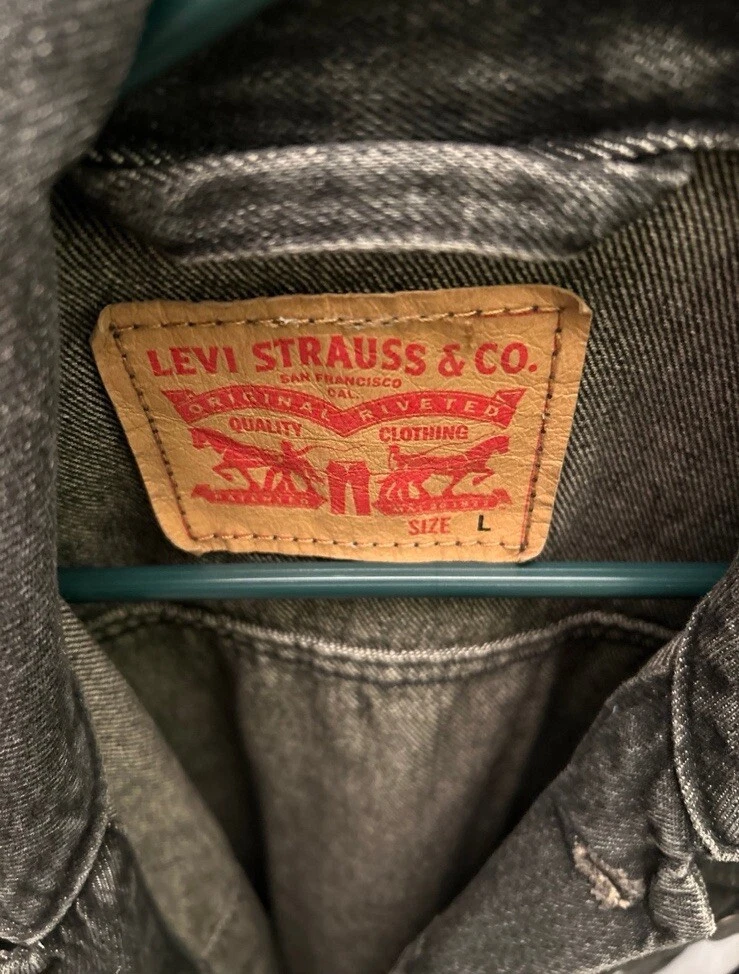 LEVI STRAUSS & CO.
SAN FRANCISCO
CAL.
ORIGINAL RIVETED
QUALITY CLOTHING
SIZE L